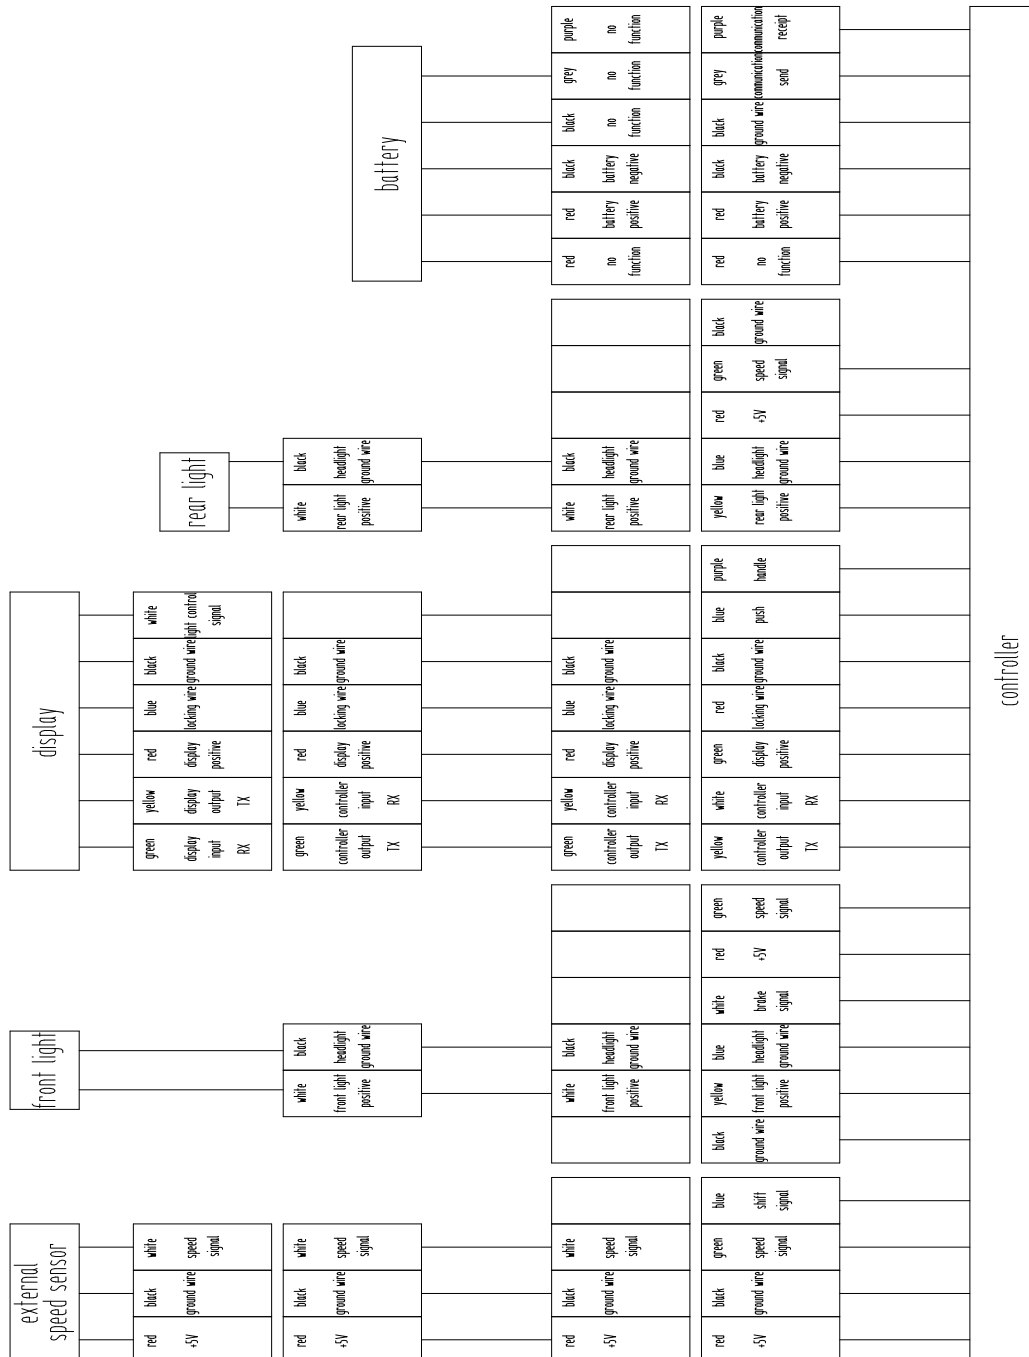 external
speed sensor
red
+5V
black
ground wire
white
speed
signal
red
+5V
black
ground wire
white
speed
signal
red
+5V
black
ground wire
white
speed
signal
red
+5V
black
ground wire
green
speed
signal
blue
shift
signal
front light
white
front light
positive
black
headlight
ground wire
white
front light
positive
black
headlight
ground wire
black
ground wire
yellow
front light
positive
blue
headlight
ground wire
white
brake
signal
red
+5V
green
speed
signal
display
green
display
input
RX
yellow
display
output
TX
red
display
positive
blue
locking wire
black
ground wire
white
light control
signal
green
controller
output
TX
yellow
controller
input
RX
red
display
positive
blue
locking wire
black
ground wire
green
controller
output
TX
yellow
controller
input
RX
red
display
positive
blue
locking wire
black
ground wire
yellow
controller
output
TX
white
controller
input
RX
green
display
positive
red
locking wire
black
ground wire
blue
push
purple
handle
rear light
white
rear light
positive
black
headlight
ground wire
white
rear light
positive
black
headlight
ground wire
yellow
rear light
positive
blue
headlight
ground wire
red
+5V
green
speed
signal
black
ground wire
battery
red
no
function
red
battery
positive
black
battery
negative
black
no
function
grey
no
function
purple
no
function
red
no
function
red
battery
positive
black
battery
negative
black
ground wire
grey
communication
send
purple
communication
receipt
controller